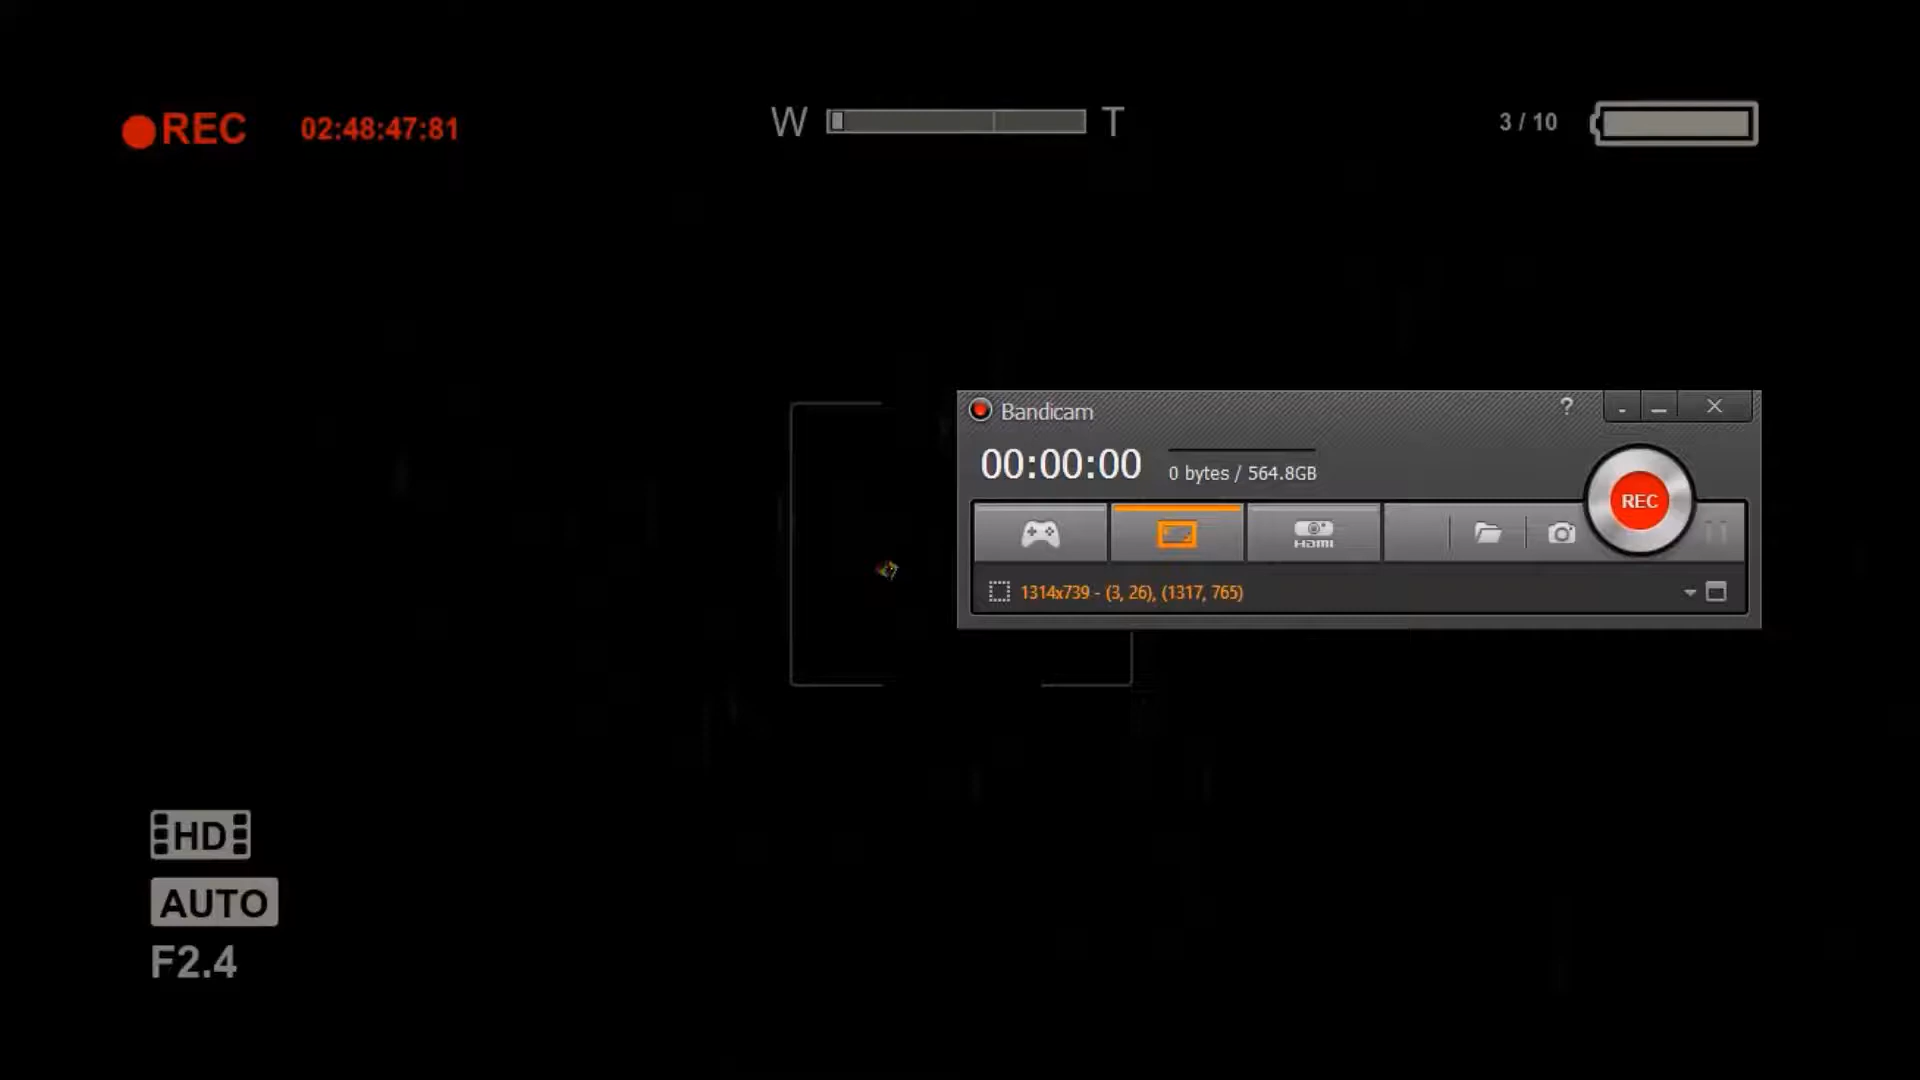 REC 02:48:47:81 W T 3 / 10
Bandicam ?
00:00:00 0 bytes / 564.8GB
REC
HDMI
1314x739 - (3, 26), (1317, 765)
HD
AUTO
F2.4